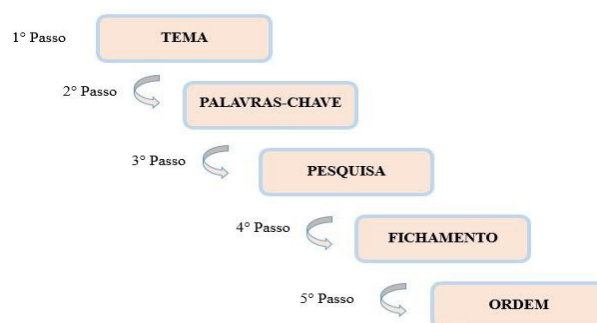 1° Passo TEMA
2° Passo PALAVRAS-CHAVE
3° Passo PESQUISA
4° Passo FICHAMENTO
5° Passo ORDEM